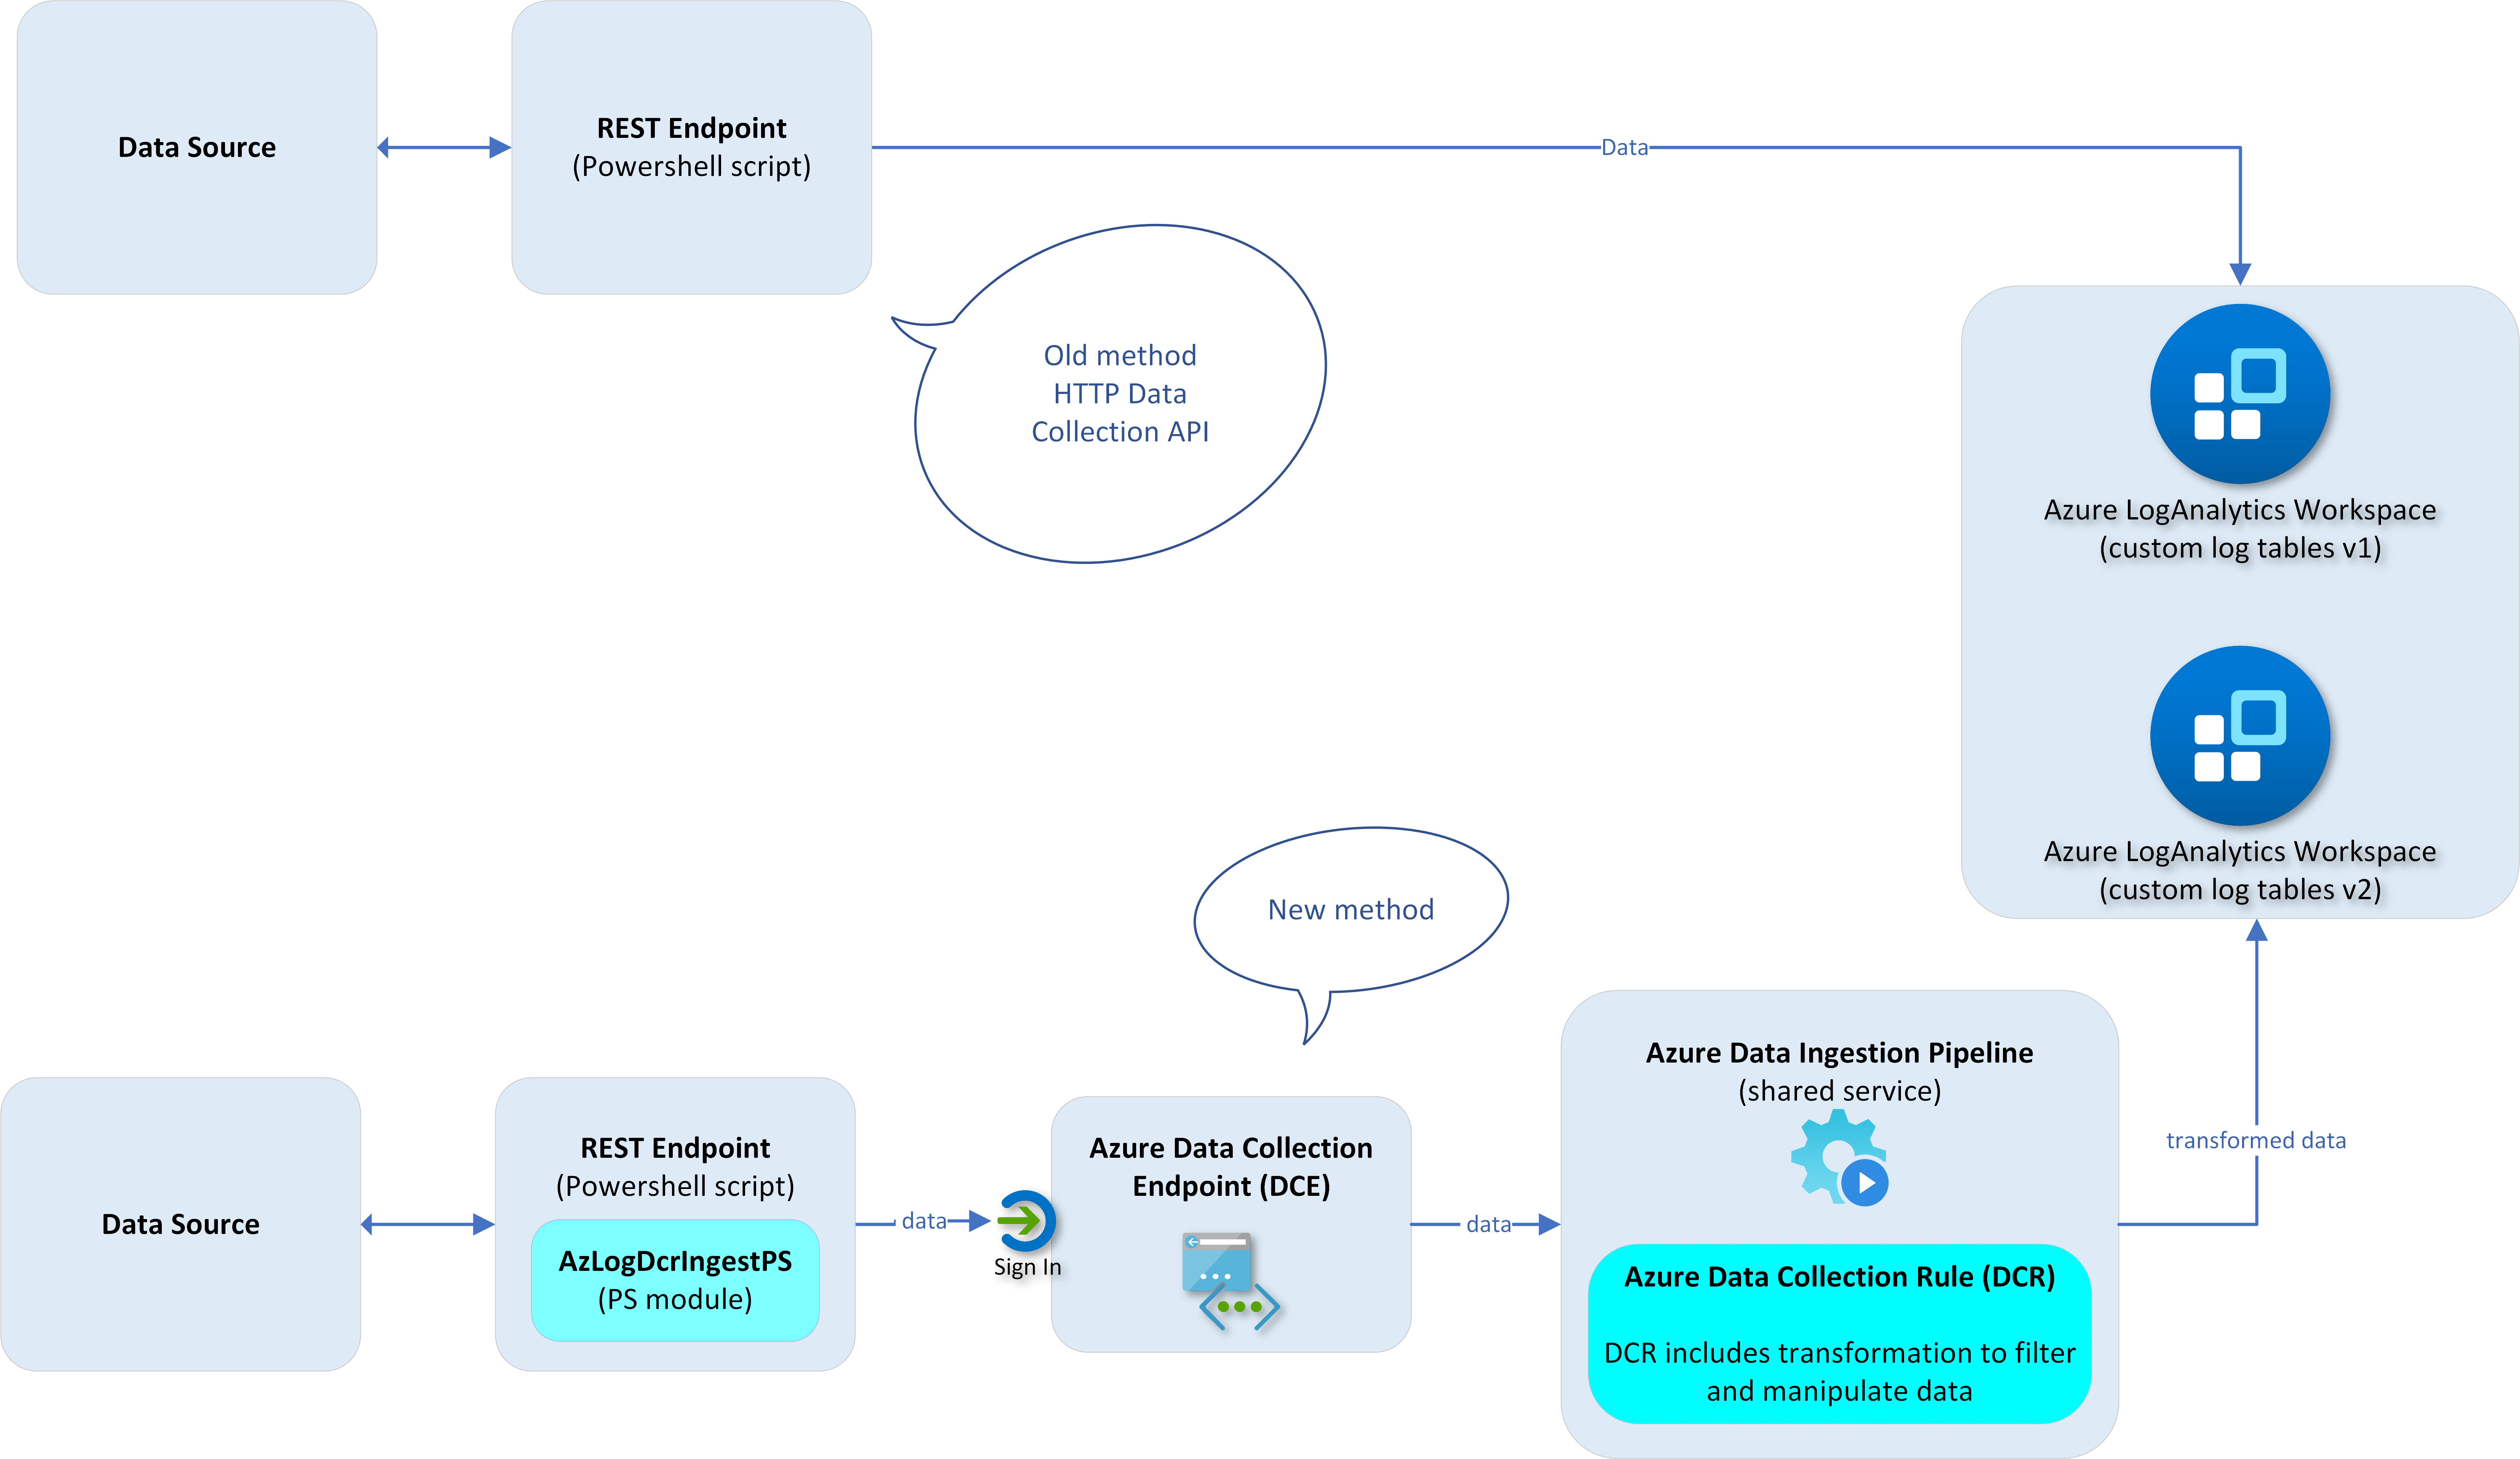 Data Source
REST Endpoint
(Powershell script)
Data
Old method
HTTP Data
Collection API
Azure LogAnalytics Workspace
(custom log tables v1)
Azure LogAnalytics Workspace
(custom log tables v2)
New method
Data Source
REST Endpoint
(Powershell script)
AzLogDcrIngestPS
(PS module)
data
Sign In
Azure Data Collection
Endpoint (DCE)
data
Azure Data Ingestion Pipeline
(shared service)
Azure Data Collection Rule (DCR)
DCR includes transformation to filter
and manipulate data
transformed data